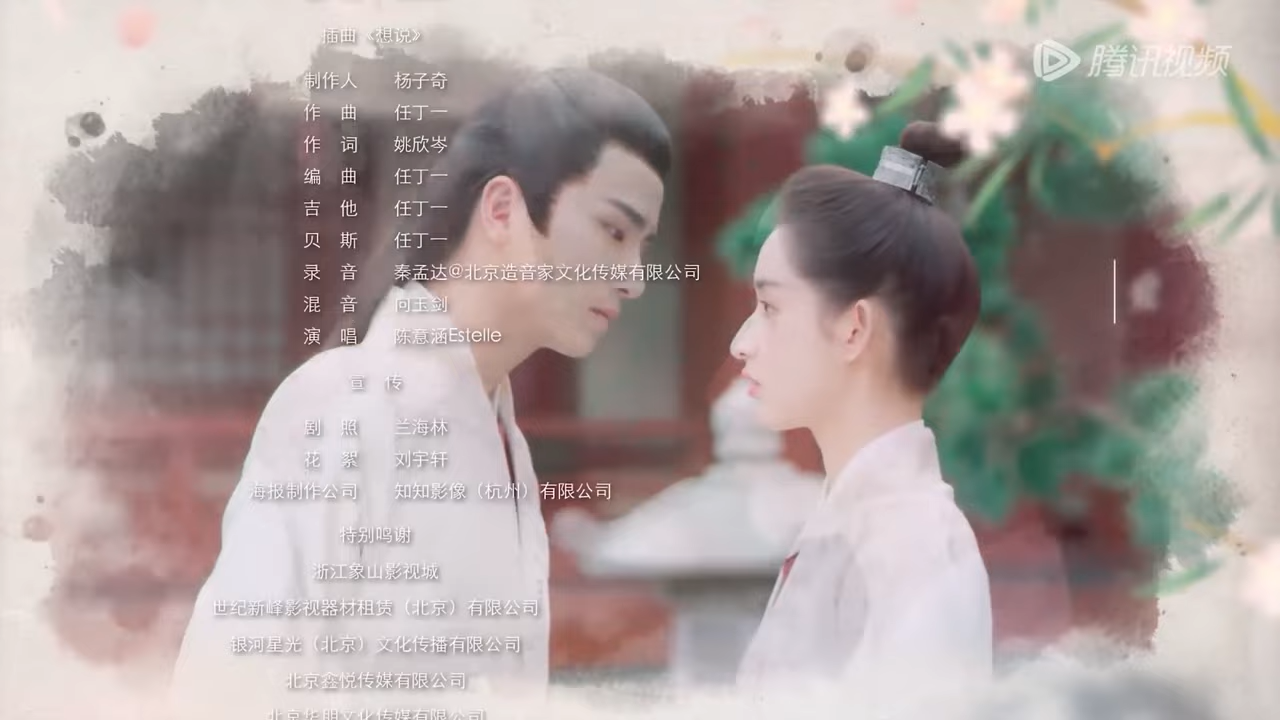 腾讯视频
插曲《想说》
制作人 杨子奇
作 曲 任丁一
作 词 姚欣岑
编 曲 任丁一
吉 他 任丁一
贝 斯 任丁一
录 音 秦孟达@北京造音家文化传媒有限公司
混 音 向玉剑
演 唱 陈意涵Estelle
宣 传
剧 照 兰海林
花 絮 刘宇轩
海报制作公司 知知影像（杭州）有限公司
特别鸣谢
浙江象山影视城
世纪新峰影视器材租赁（北京）有限公司
银河星光（北京）文化传播有限公司
北京鑫悦传媒有限公司